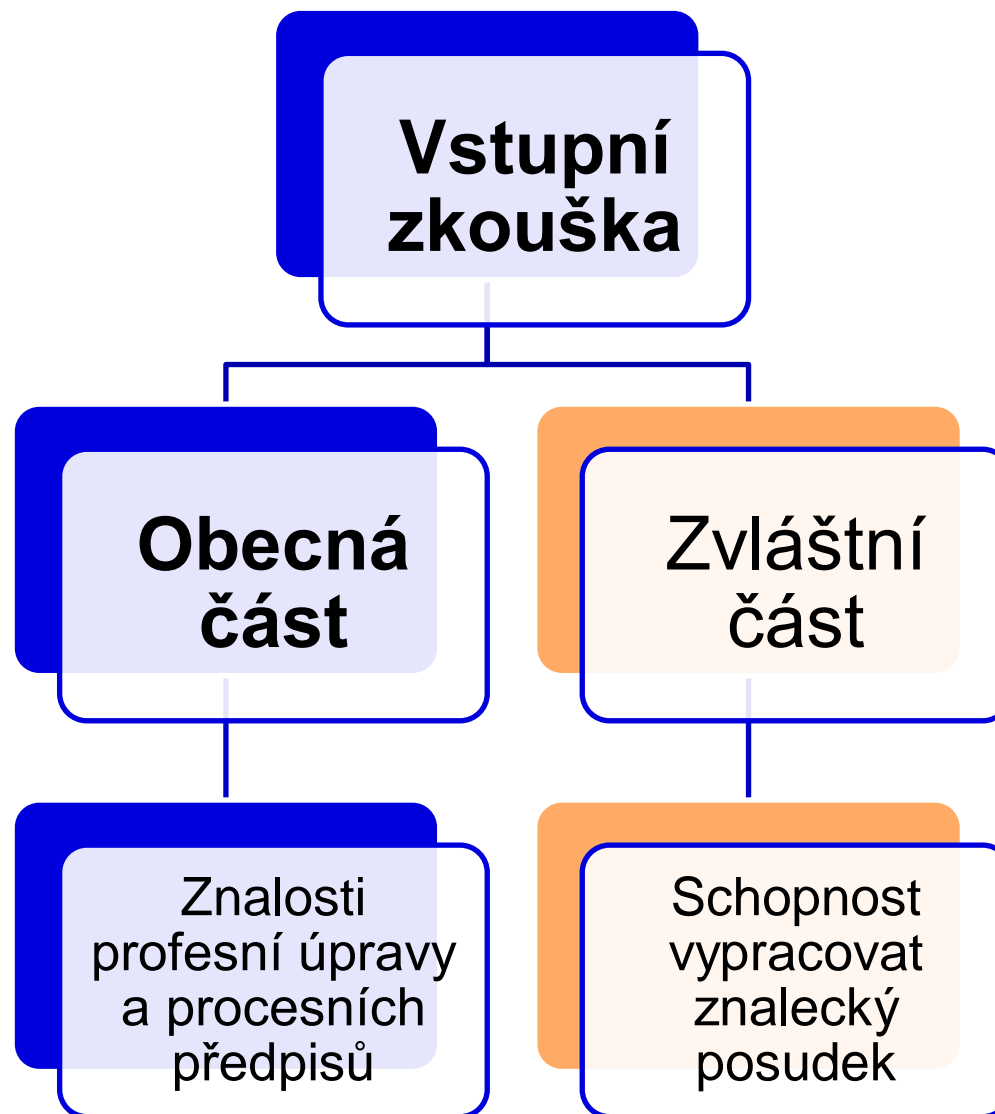 Vstupní
zkouška
Obecná
část
Zvláštní
část
Znalosti
profesní úpravy
a procesních
předpisů
Schopnost
vypracovat
znalecký
posudek